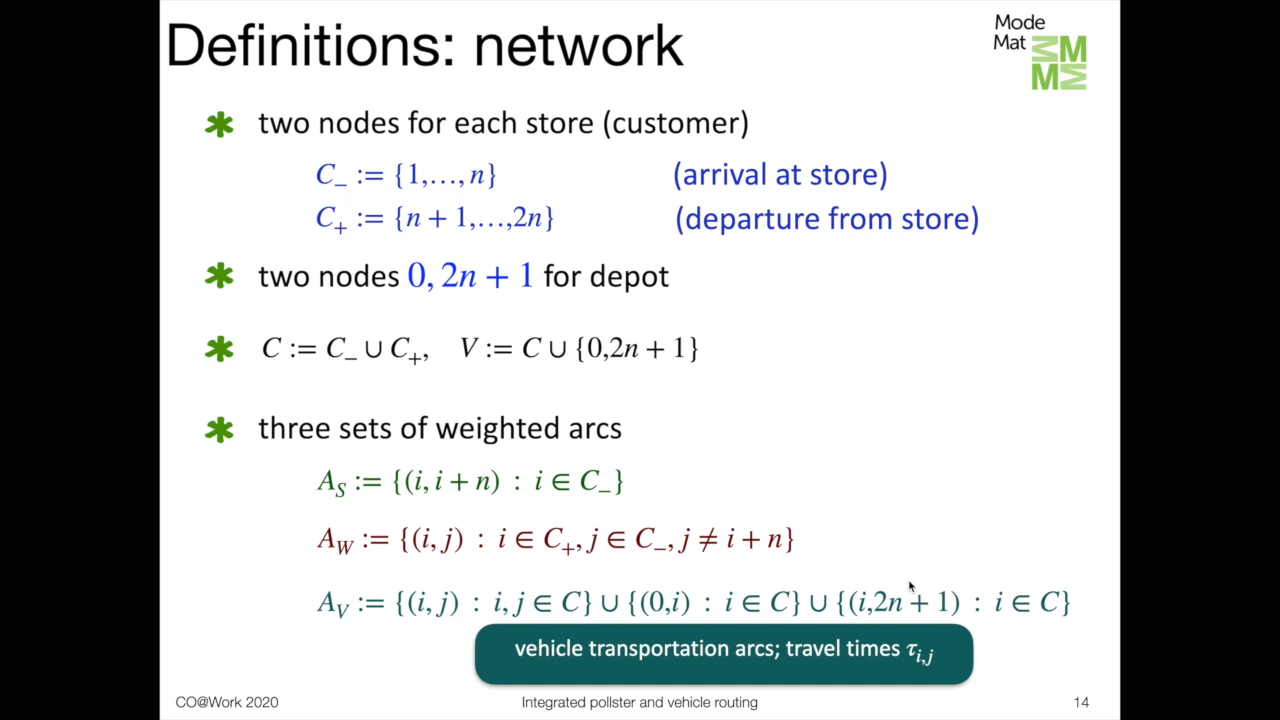 Definitions: network
Mode
Mat
M
M
two nodes for each store (customer)
C₋ := {1,…,n} (arrival at store)
C₊ := {n + 1,…,2n} (departure from store)
two nodes 0, 2n + 1 for depot
C := C₋ ∪ C₊, V := C ∪ {0,2n + 1}
three sets of weighted arcs
A_S := {(i, i + n) : i ∈ C₋}
A_W := {(i, j) : i ∈ C₊, j ∈ C₋, j ≠ i + n}
A_V := {(i, j) : i, j ∈ C} ∪ {(0,i) : i ∈ C} ∪ {(i,2n + 1) : i ∈ C}
vehicle transportation arcs; travel times τ_{i,j}
CO@Work 2020 Integrated pollster and vehicle routing 14